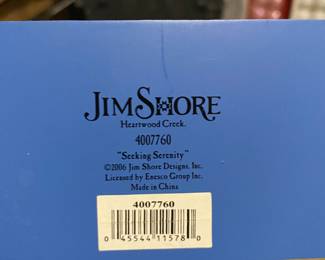 JIM SHORE
Heartwood Creek.
4007760
"Seeking Serenity"
©2006 Jim Shore Designs, Inc.
Licensed by Enesco Group Inc.
Made in China
4007760
0 45544 11578 0